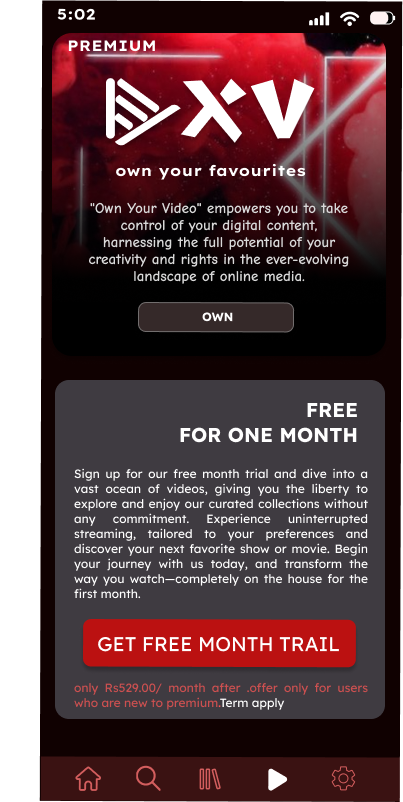 5:02
PREMIUM
XV
own your favourites
"Own Your Video" empowers you to take
control of your digital content,
harnessing the full potential of your
creativity and rights in the ever-evolving
landscape of online media.
OWN
FREE
FOR ONE MONTH
Sign up for our free month trial and dive into a
vast ocean of videos, giving you the liberty to
explore and enjoy our curated collections without
any commitment. Experience uninterrupted
streaming, tailored to your preferences and
discover your next favorite show or movie. Begin
your journey with us today, and transform the
way you watch—completely on the house for the
first month.
GET FREE MONTH TRAIL
only Rs529.00/ month after .offer only for users
who are new to premium.Term apply